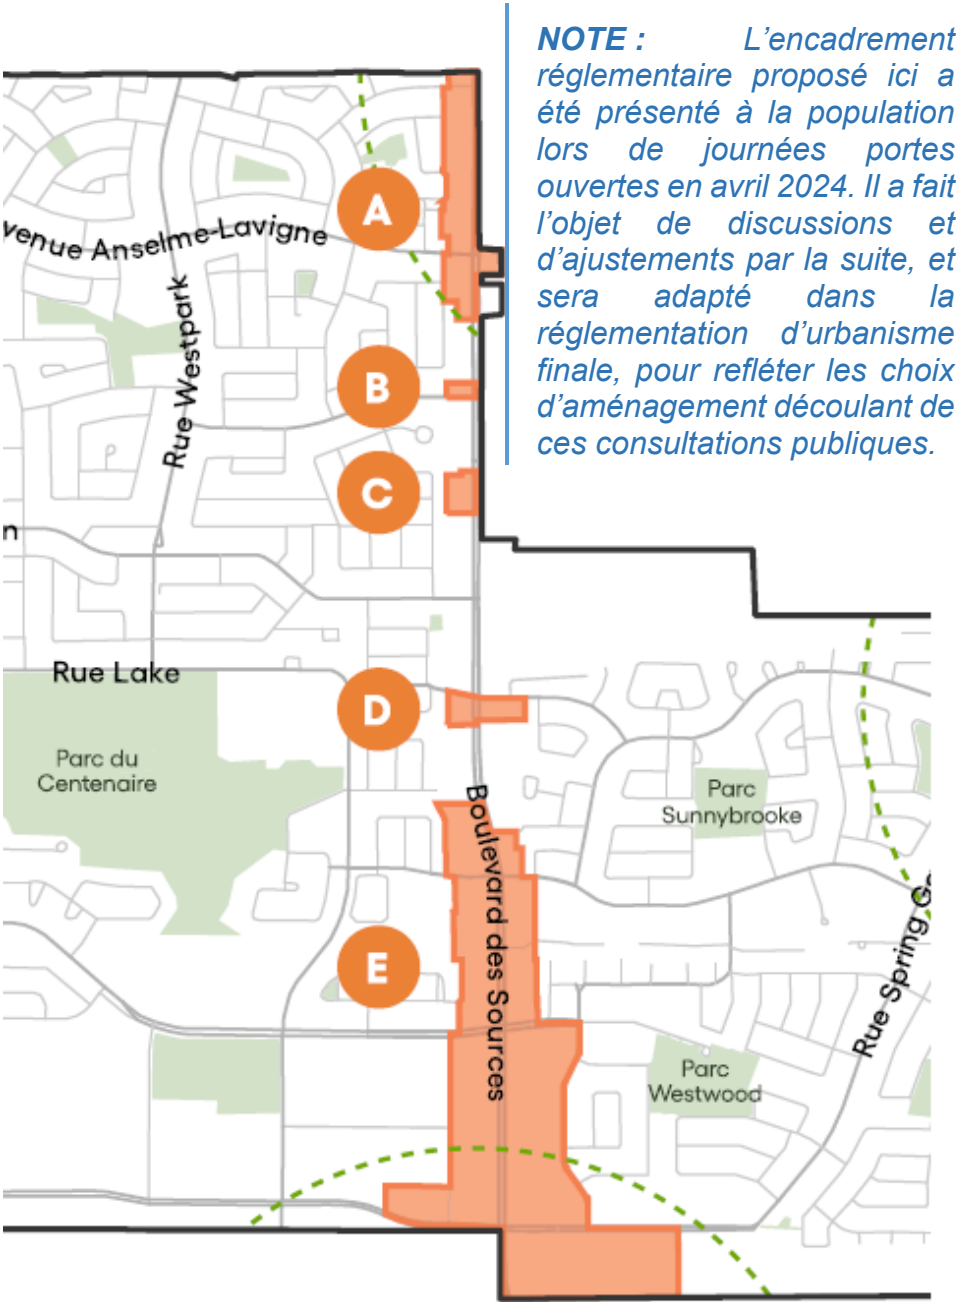 NOTE : L’encadrement
réglementaire proposé ici a
été présenté à la population
lors de journées portes
ouvertes en avril 2024. Il a fait
l’objet de discussions et
d’ajustements par la suite, et
sera adapté dans la
réglementation d’urbanisme
finale, pour refléter les choix
d’aménagement découlant de
ces consultations publiques.
A
venue Anselme-Lavigne
Rue Westpark
B
C
n
Rue Lake
D
Parc du
Centenaire
Parc
Sunnybrooke
Boulevard des Sources
E
Rue Spring G
Parc
Westwood